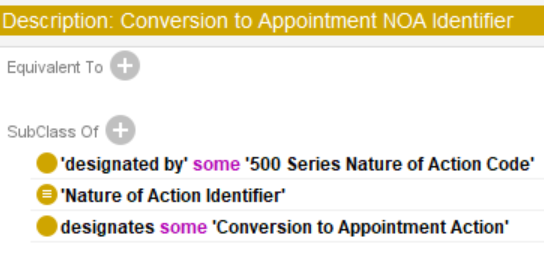 Description: Conversion to Appointment NOA Identifier
Equivalent To
SubClass Of
'designated by' some '500 Series Nature of Action Code'
'Nature of Action Identifier'
designates some 'Conversion to Appointment Action'